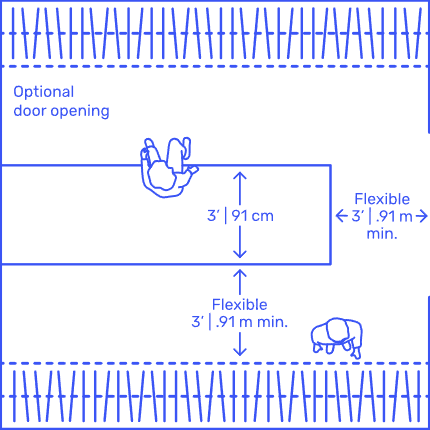 Optional
door opening
3’ | 91 cm
Flexible
3’ | .91 m
min.
Flexible
3’ | .91 m min.